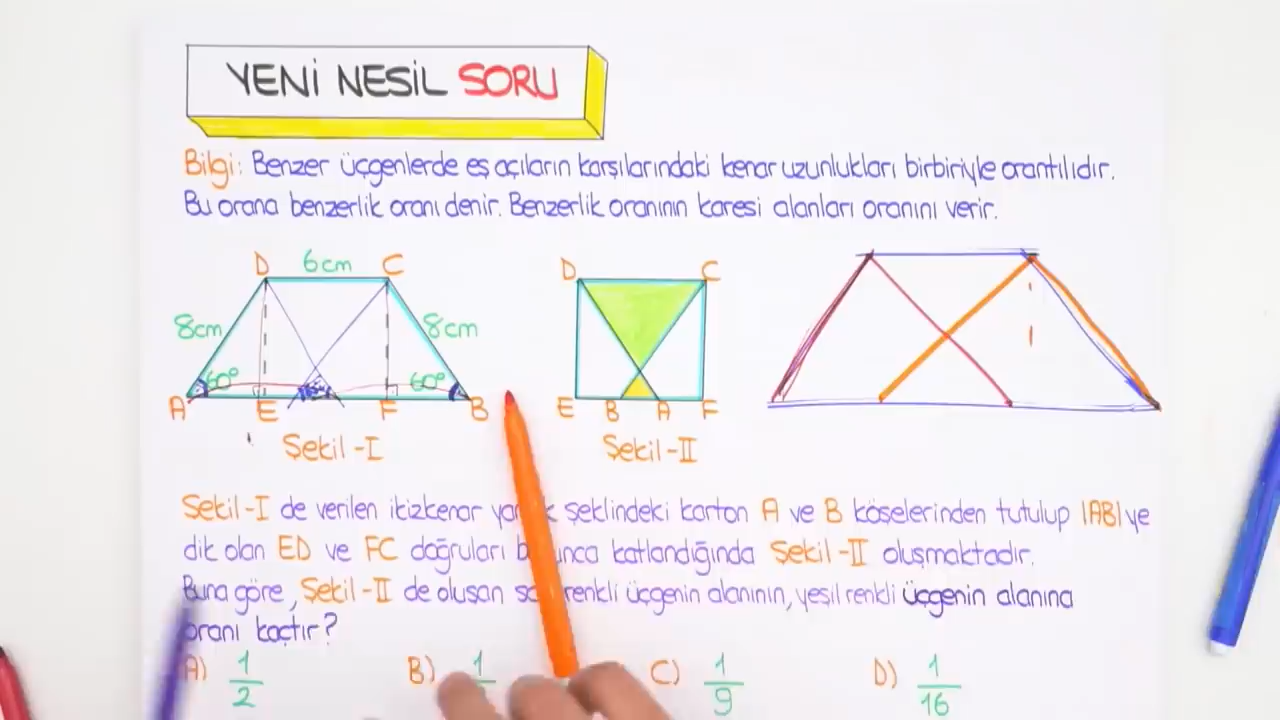 YENİ NESİL SORU
Bilgi: Benzer üçgenlerde eş açıların karşılarındaki kenar uzunlukları birbiriyle orantılıdır.
Bu orana benzerlik oranı denir. Benzerlik oranının karesi alanları oranını verir.
D 6cm C
8cm 8cm
60° 60°
A E F B
Şekil-I
D C
E B A F
Şekil-II
Şekil-I de verilen ikizkenar şeklindeki karton A ve B köşelerinden tutulup |AB| ye
dik olan ED ve FC doğruları katlandığında Şekil-II oluşmaktadır.
Buna göre, Şekil-II de oluşan renkli üçgenin alanının, yeşil renkli üçgenin alanına
oranı kaçtır?
A) 1/2 B) 1 C) 1/9 D) 1/16